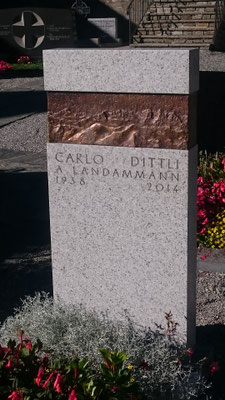 CARLO DITTLI
A. LANDAMMANN
1938 2014